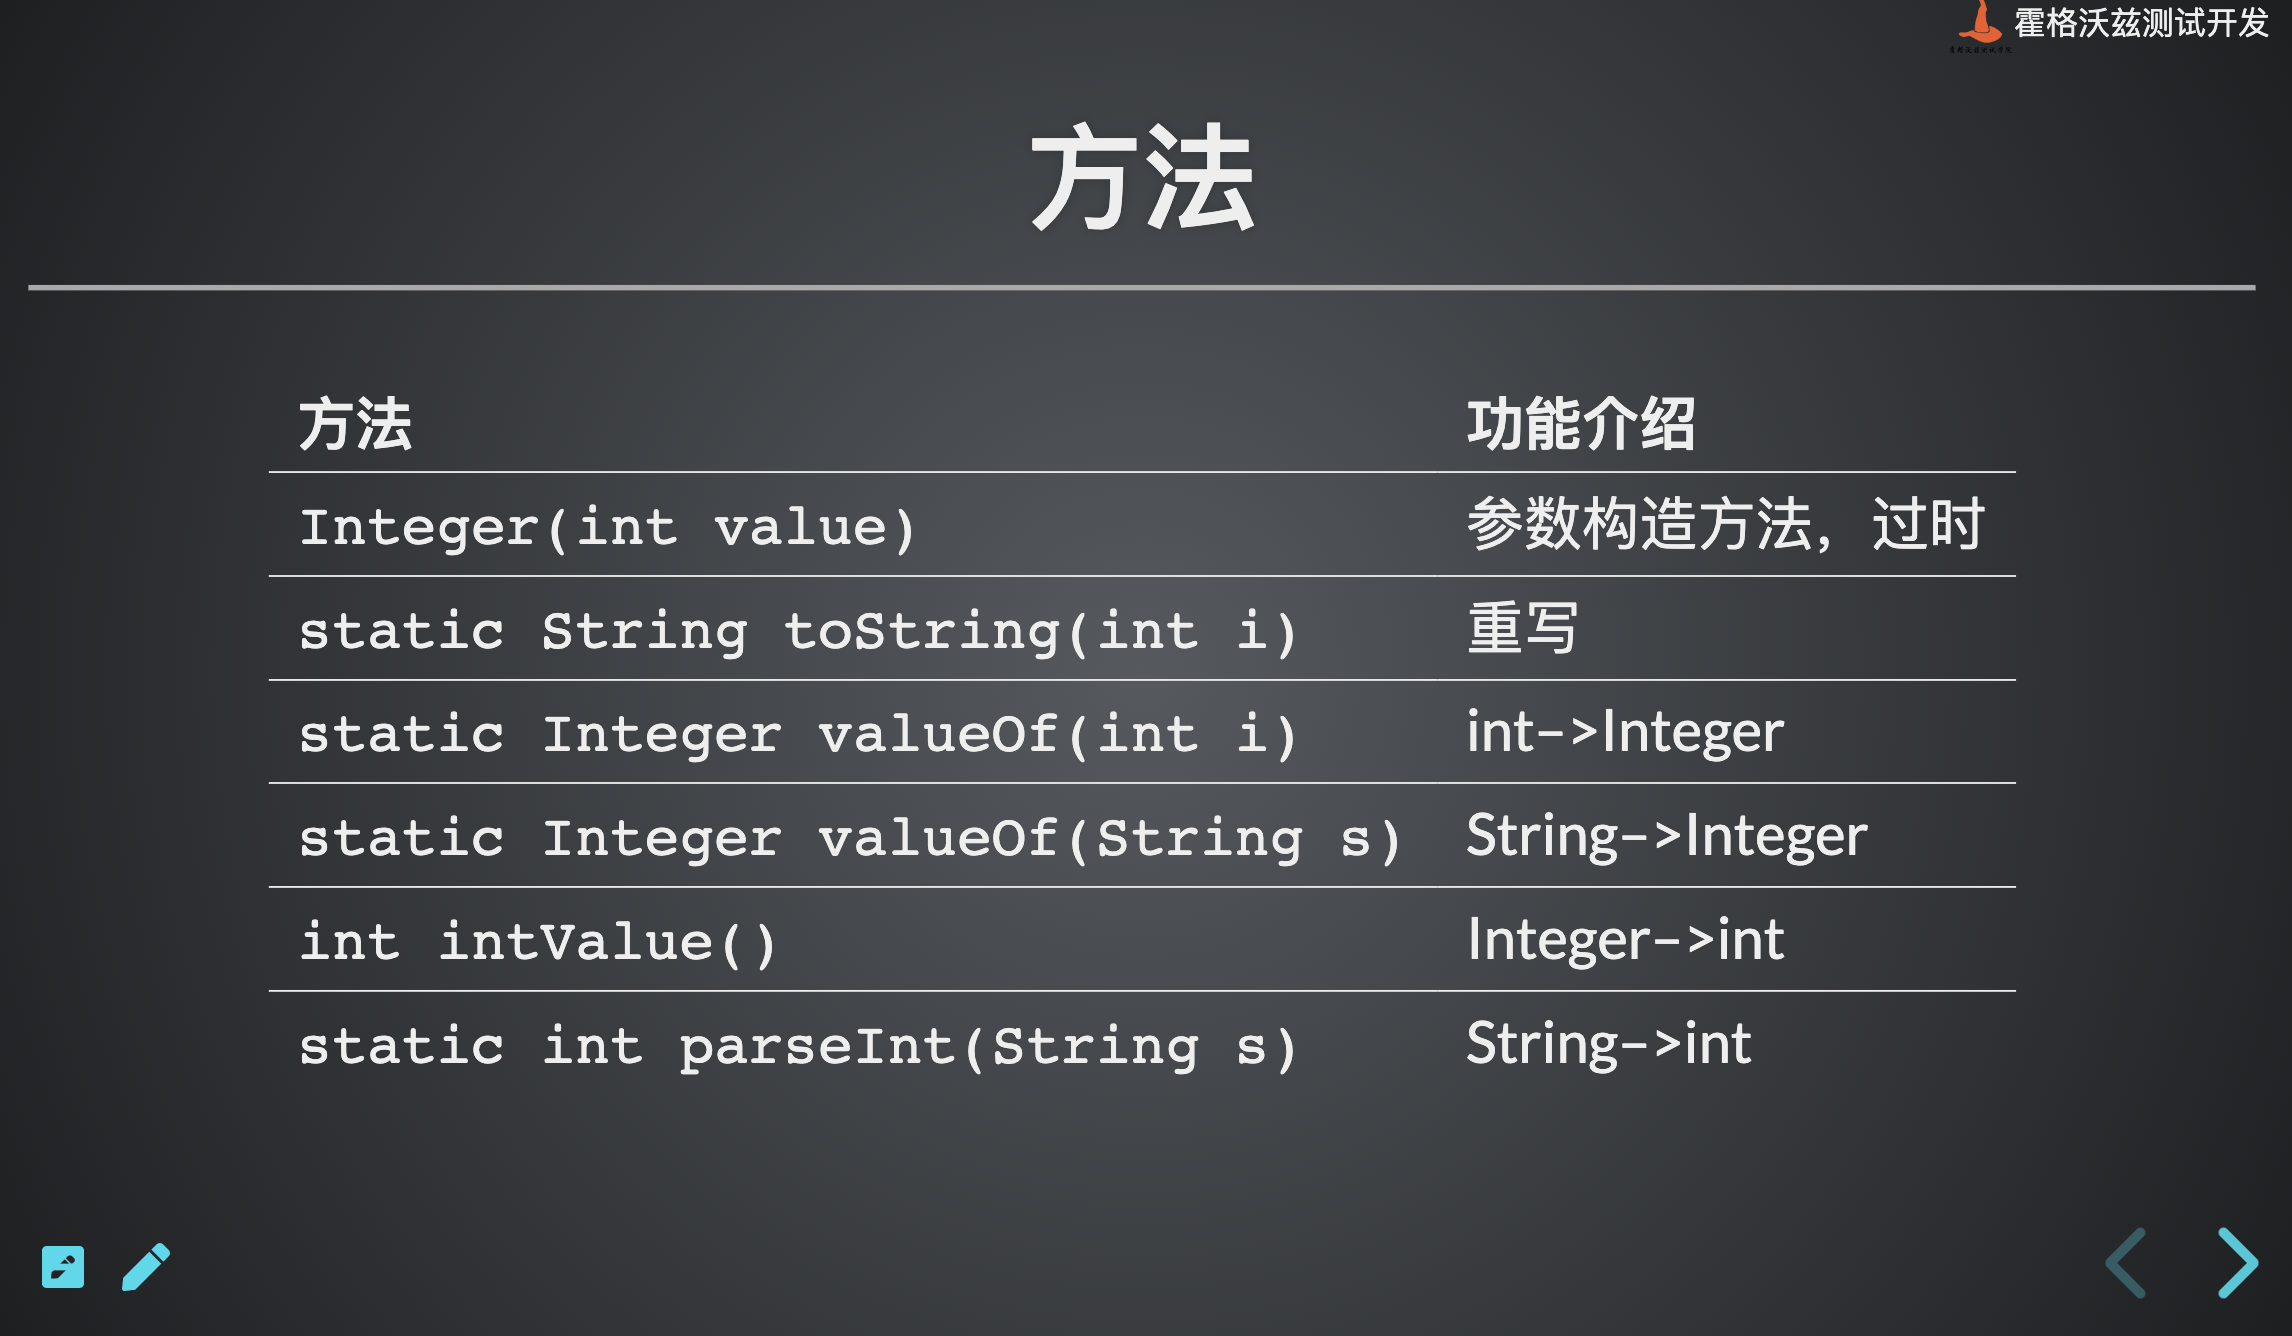 霍格沃兹测试开发
方法
方法 功能介绍
Integer(int value) 参数构造方法，过时
static String toString(int i) 重写
static Integer valueOf(int i) int->Integer
static Integer valueOf(String s) String->Integer
int intValue() Integer->int
static int parseInt(String s) String->int